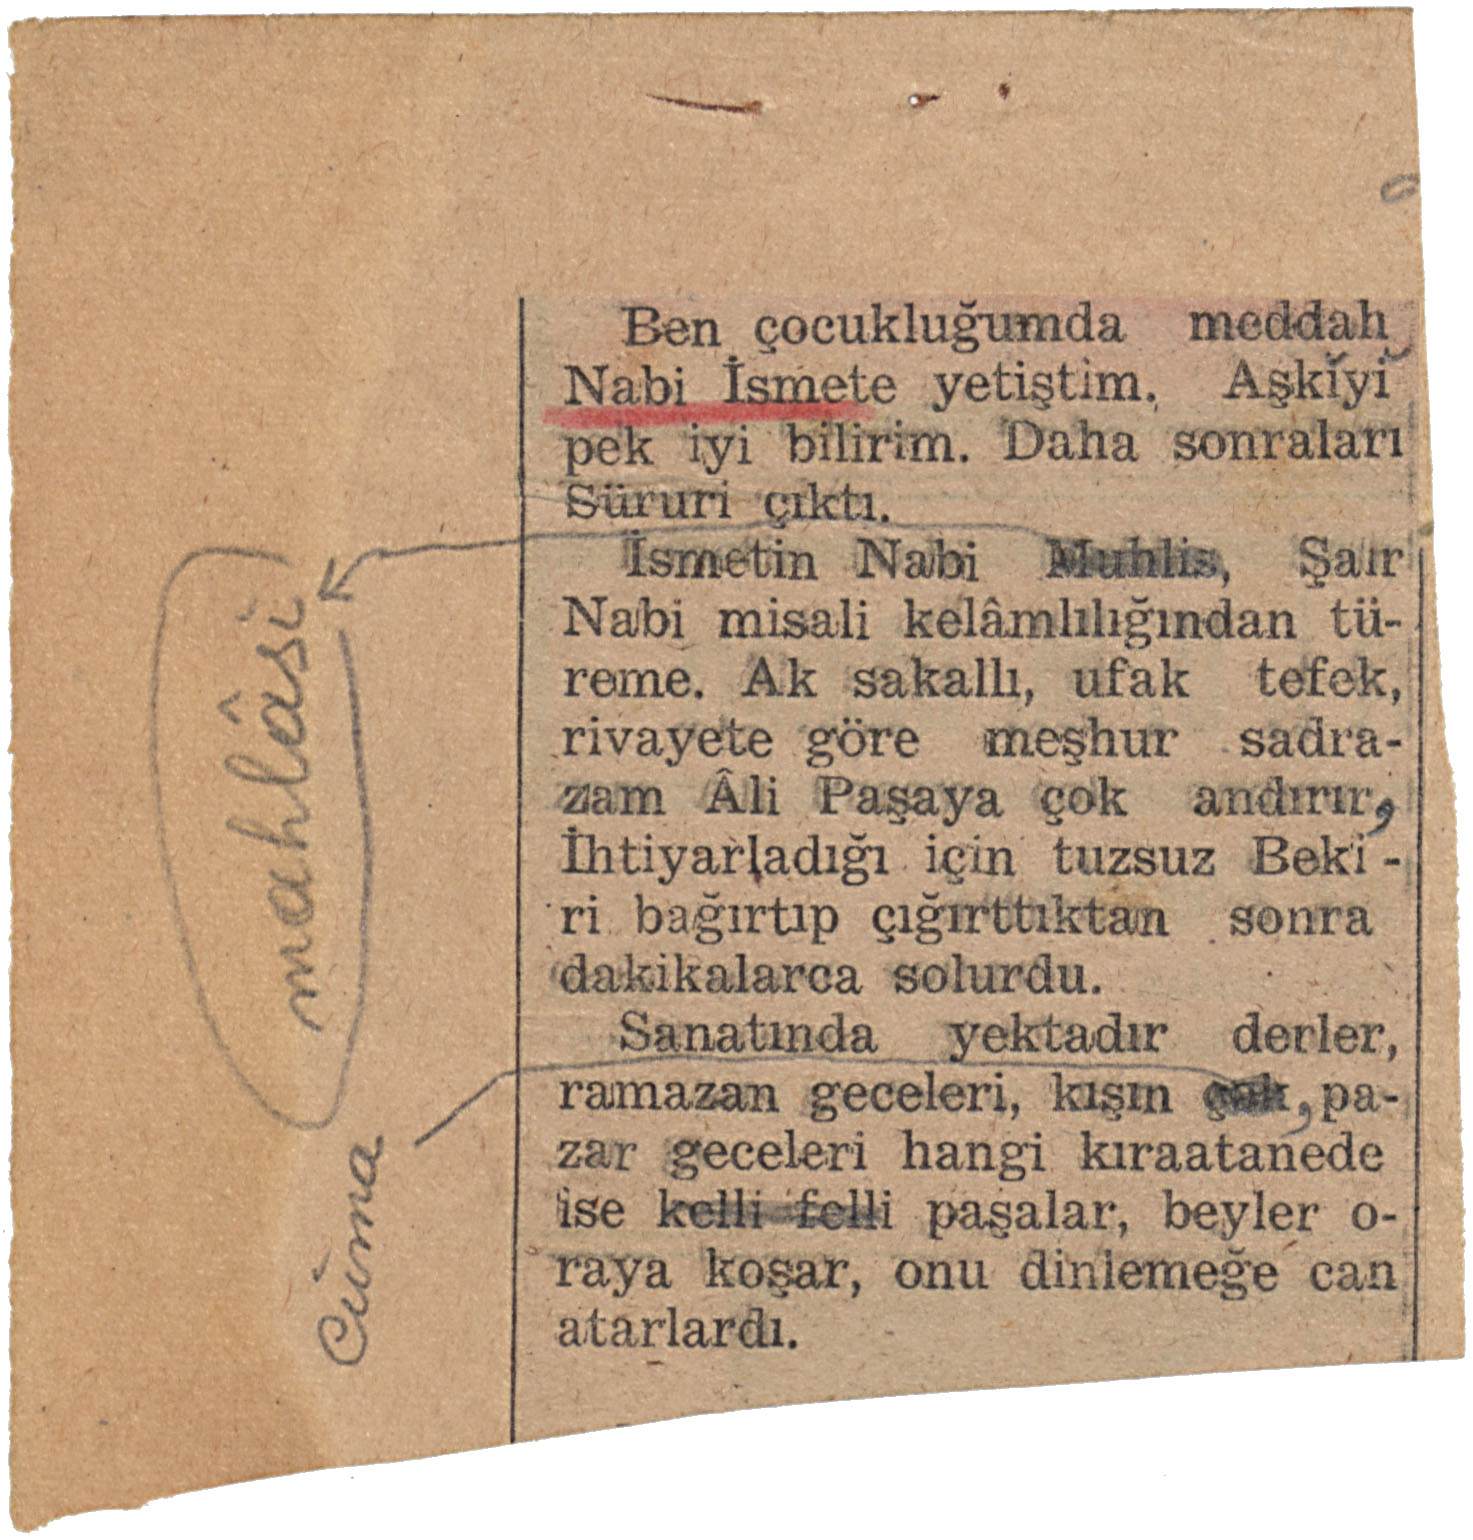 Ben çocukluğumda meddah
Nabi İsmete yetiştim. Aşkîyi
pek iyi bilirim. Daha sonraları
Süruri çıktı.
İsmetin Nabi Muhlis, Şair
Nabi misali kelâmlılığından tü-
reme. Ak sakallı, ufak tefek,
rivayete göre meşhur sadra-
zam Âli Paşaya çok andırır,
İhtiyarladığı için tuzsuz Beki-
ri bağırtıp çığırttıktan sonra
dakikalarca solurdu.
Sanatında yektadır derler,
ramazan geceleri, kışın çok, pa-
zar geceleri hangi kıraatanede
ise kelli felli paşalar, beyler o-
raya koşar, onu dinlemeğe can
atarlardı.
mahlâsi
Cüma